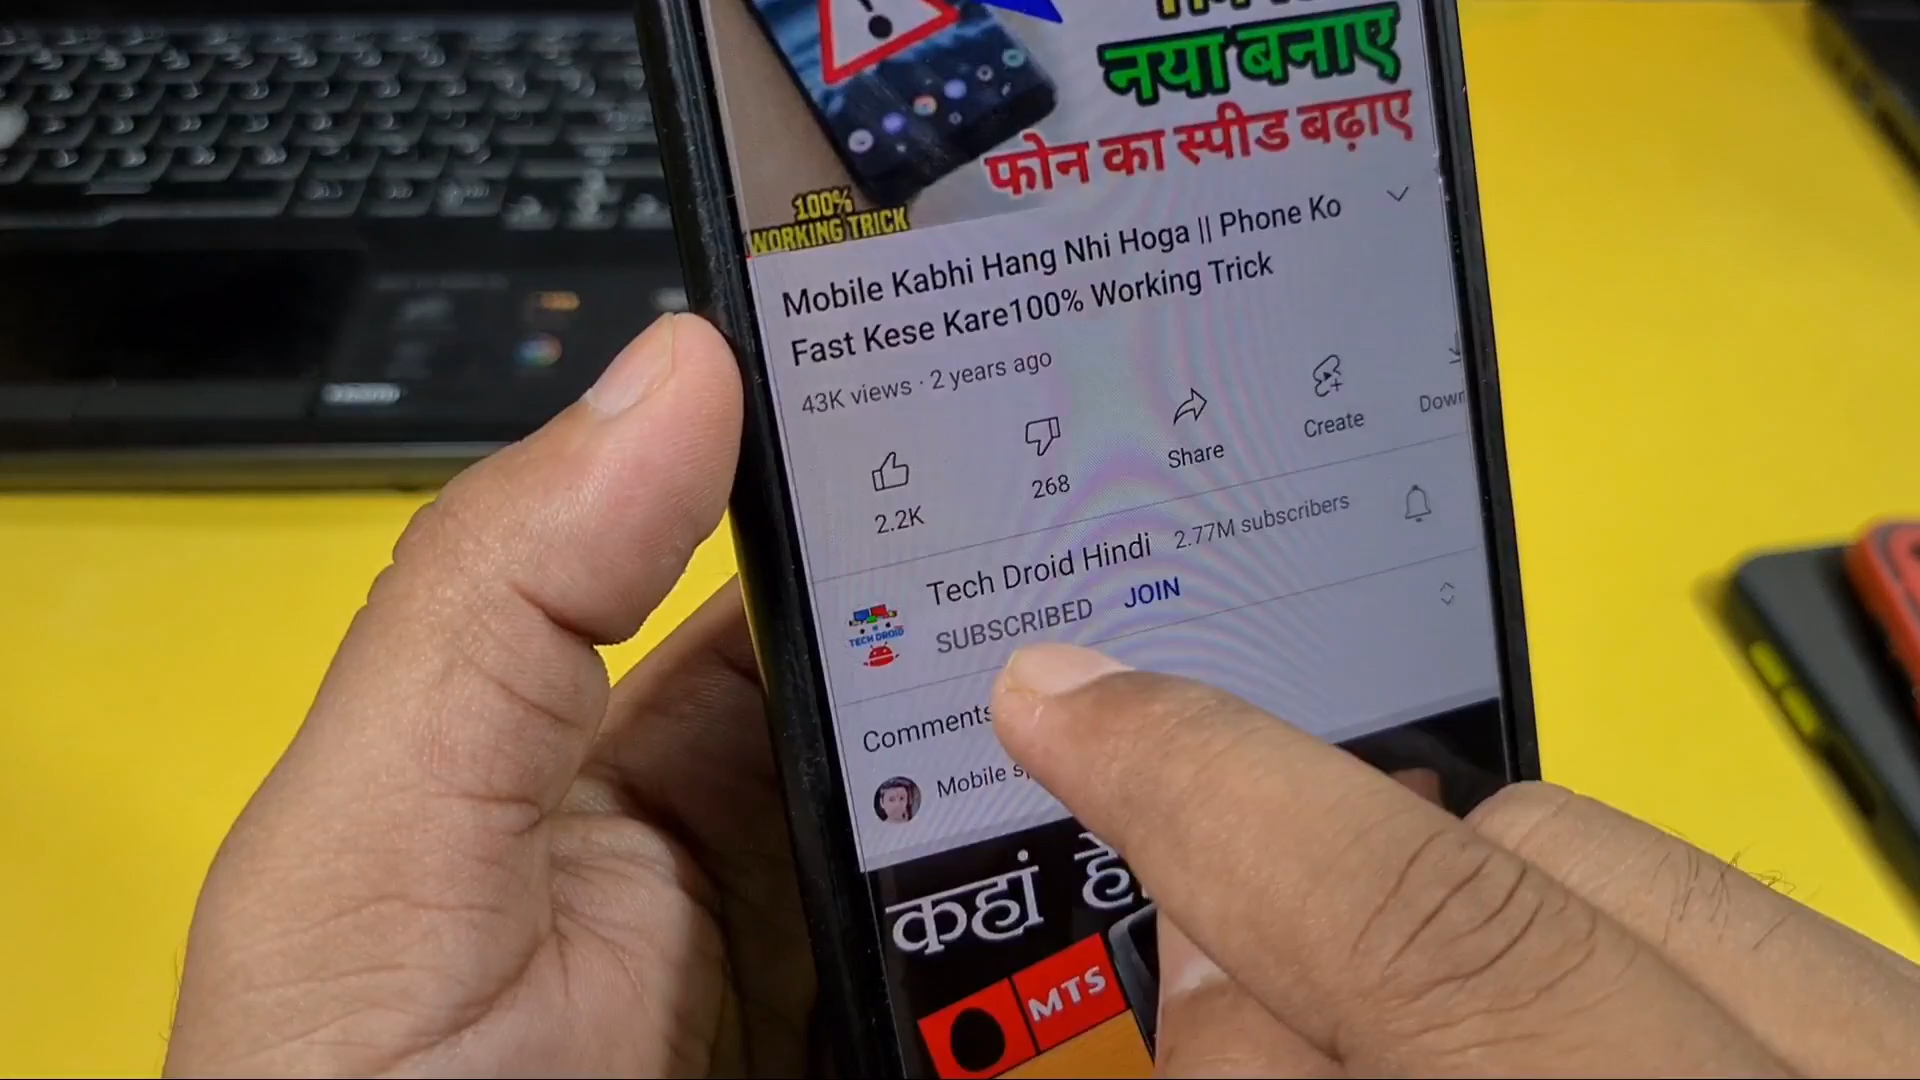 नया बनाए
फोन का स्पीड बढ़ाए
100%
WORKING TRICK
Mobile Kabhi Hang Nhi Hoga || Phone Ko
Fast Kese Kare100% Working Trick
43K views · 2 years ago
2.2K
268
Share
Create
Tech Droid Hindi 2.77M subscribers
TECH DROID
SUBSCRIBED JOIN
Comments
Mobile
कहां
MTS